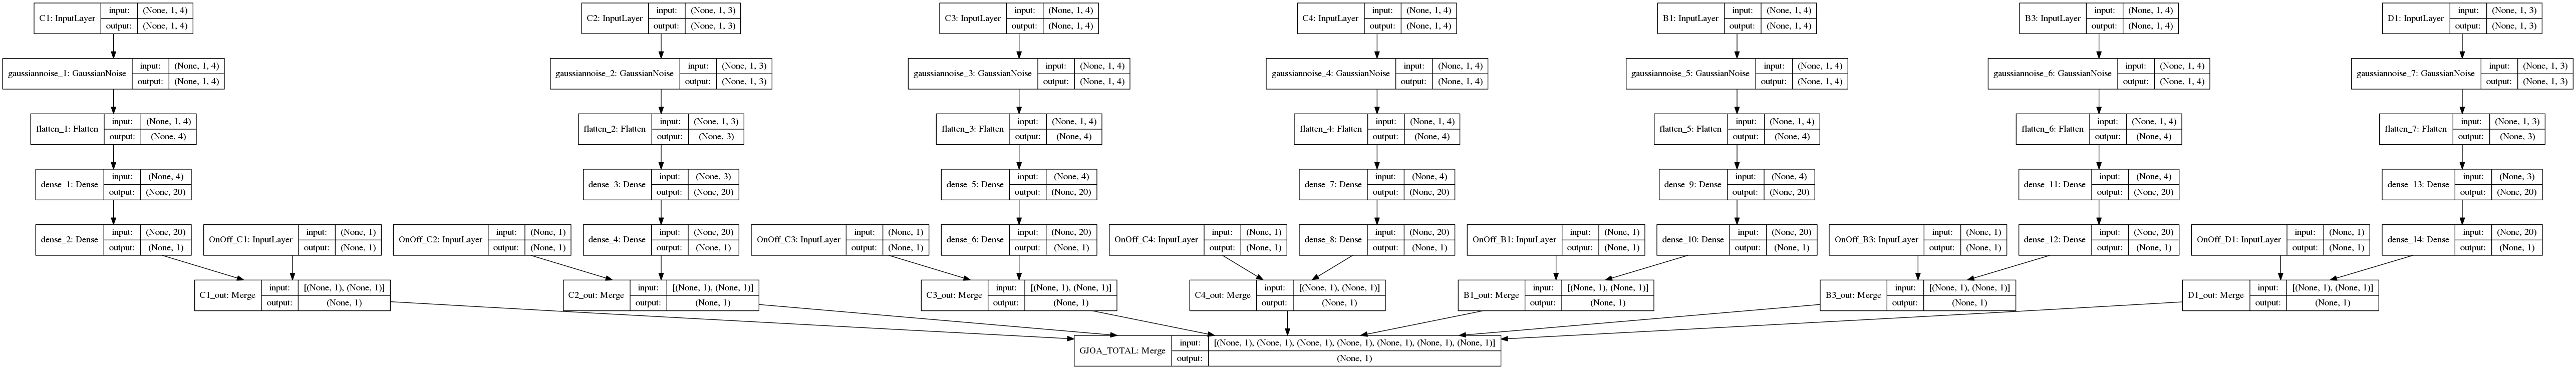 C1: InputLayer input: (None, 1, 4) output: (None, 1, 4)
C2: InputLayer input: (None, 1, 3) output: (None, 1, 3)
C3: InputLayer input: (None, 1, 4) output: (None, 1, 4)
C4: InputLayer input: (None, 1, 4) output: (None, 1, 4)
B1: InputLayer input: (None, 1, 4) output: (None, 1, 4)
B3: InputLayer input: (None, 1, 4) output: (None, 1, 4)
D1: InputLayer input: (None, 1, 3) output: (None, 1, 3)
gaussiannoise_1: GaussianNoise input: (None, 1, 4) output: (None, 1, 4)
gaussiannoise_2: GaussianNoise input: (None, 1, 3) output: (None, 1, 3)
gaussiannoise_3: GaussianNoise input: (None, 1, 4) output: (None, 1, 4)
gaussiannoise_4: GaussianNoise input: (None, 1, 4) output: (None, 1, 4)
gaussiannoise_5: GaussianNoise input: (None, 1, 4) output: (None, 1, 4)
gaussiannoise_6: GaussianNoise input: (None, 1, 4) output: (None, 1, 4)
gaussiannoise_7: GaussianNoise input: (None, 1, 3) output: (None, 1, 3)
flatten_1: Flatten input: (None, 1, 4) output: (None, 4)
flatten_2: Flatten input: (None, 1, 3) output: (None, 3)
flatten_3: Flatten input: (None, 1, 4) output: (None, 4)
flatten_4: Flatten input: (None, 1, 4) output: (None, 4)
flatten_5: Flatten input: (None, 1, 4) output: (None, 4)
flatten_6: Flatten input: (None, 1, 4) output: (None, 4)
flatten_7: Flatten input: (None, 1, 3) output: (None, 3)
dense_1: Dense input: (None, 4) output: (None, 20)
dense_3: Dense input: (None, 3) output: (None, 20)
dense_5: Dense input: (None, 4) output: (None, 20)
dense_7: Dense input: (None, 4) output: (None, 20)
dense_9: Dense input: (None, 4) output: (None, 20)
dense_11: Dense input: (None, 4) output: (None, 20)
dense_13: Dense input: (None, 3) output: (None, 20)
dense_2: Dense input: (None, 20) output: (None, 1)
OnOff_C1: InputLayer input: (None, 1) output: (None, 1)
OnOff_C2: InputLayer input: (None, 1) output: (None, 1)
dense_4: Dense input: (None, 20) output: (None, 1)
OnOff_C3: InputLayer input: (None, 1) output: (None, 1)
dense_6: Dense input: (None, 20) output: (None, 1)
OnOff_C4: InputLayer input: (None, 1) output: (None, 1)
dense_8: Dense input: (None, 20) output: (None, 1)
OnOff_B1: InputLayer input: (None, 1) output: (None, 1)
dense_10: Dense input: (None, 20) output: (None, 1)
OnOff_B3: InputLayer input: (None, 1) output: (None, 1)
dense_12: Dense input: (None, 20) output: (None, 1)
OnOff_D1: InputLayer input: (None, 1) output: (None, 1)
dense_14: Dense input: (None, 20) output: (None, 1)
C1_out: Merge input: [(None, 1), (None, 1)] output: (None, 1)
C2_out: Merge input: [(None, 1), (None, 1)] output: (None, 1)
C3_out: Merge input: [(None, 1), (None, 1)] output: (None, 1)
C4_out: Merge input: [(None, 1), (None, 1)] output: (None, 1)
B1_out: Merge input: [(None, 1), (None, 1)] output: (None, 1)
B3_out: Merge input: [(None, 1), (None, 1)] output: (None, 1)
D1_out: Merge input: [(None, 1), (None, 1)] output: (None, 1)
GJOA_TOTAL: Merge input: [(None, 1), (None, 1), (None, 1), (None, 1), (None, 1), (None, 1), (None, 1)] output: (None, 1)